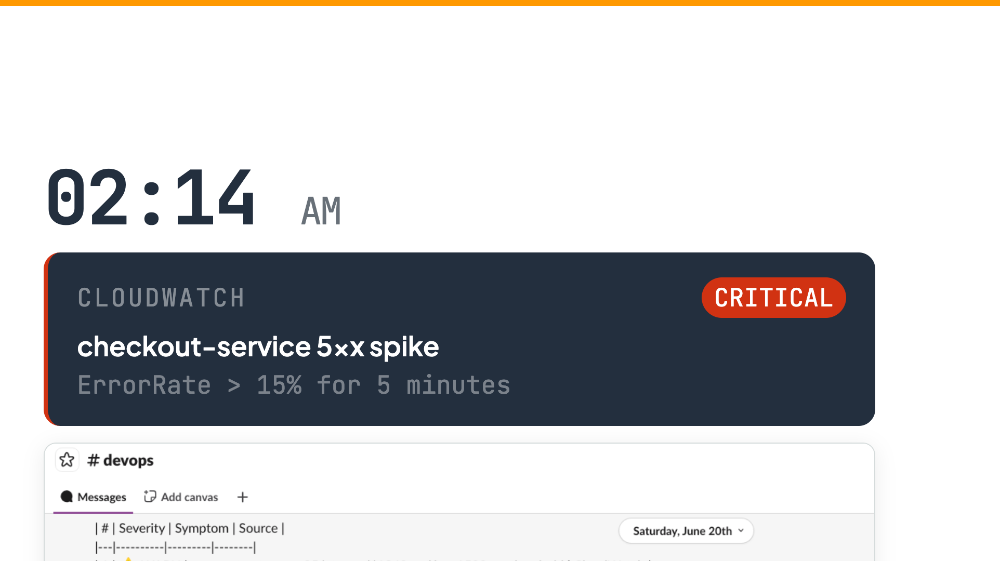 02:14 AM
CLOUDWATCH
CRITICAL
checkout-service 5×x spike
ErrorRate > 15% for 5 minutes
# devops
Messages
Add canvas
+
| # | Severity | Symptom | Source |
Saturday, June 20th
|---|----------|---------|--------|